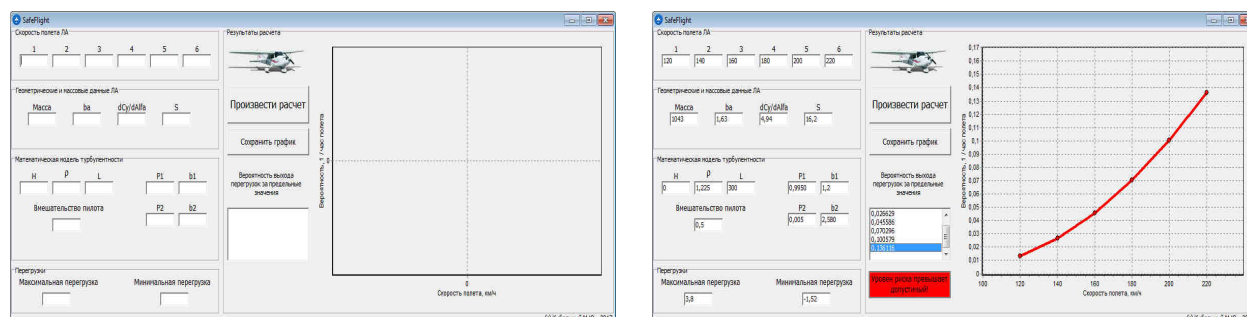 SafeFlight
Скорость полета ЛА
1 2 3 4 5 6
Геометрические и массовые данные ЛА
Масса ba dCy/dAlfa S
Математическая модель турбулентности
H ρ L P1 b1
Вмешательство пилота P2 b2
Перегрузки
Максимальная перегрузка Минимальная перегрузка
Результаты расчета
Произвести расчет
Сохранить график
Вероятность выхода
перегрузок за предельные
значения
Вероятность, 1 / час полета
0
0
Скорость полета, км/ч
SafeFlight
Скорость полета ЛА
1 2 3 4 5 6
120 140 160 180 200 220
Геометрические и массовые данные ЛА
Масса ba dCy/dAlfa S
1043 1,63 4,94 16,2
Математическая модель турбулентности
H ρ L P1 b1
0 1,225 300 0,9950 1,2
Вмешательство пилота P2 b2
0,5 0,005 2,580
Перегрузки
Максимальная перегрузка Минимальная перегрузка
3,8 -1,52
Результаты расчета
Произвести расчет
Сохранить график
Вероятность выхода
перегрузок за предельные
значения
0,026629
0,045586
0,070296
0,100579
0,136116
Уровень риска превышает
допустимый
Вероятность, 1 / час полета
0,17
0,16
0,15
0,14
0,13
0,12
0,11
0,1
0,09
0,08
0,07
0,06
0,05
0,04
0,03
0,02
0,01
0
100 120 140 160 180 200 220
Скорость полета, км/ч